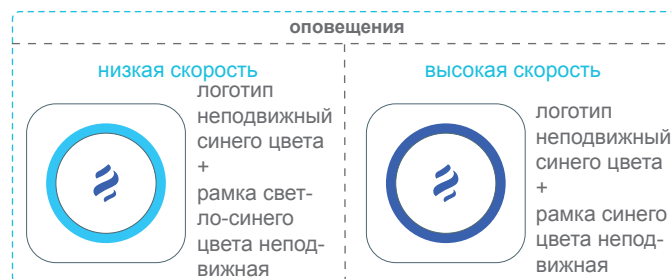 оповещения
низкая скорость
логотип
неподвижный
синего цвета
+
рамка свет-
ло-синего
цвета непод-
вижная
высокая скорость
логотип
неподвижный
синего цвета
+
рамка синего
цвета непод-
вижная